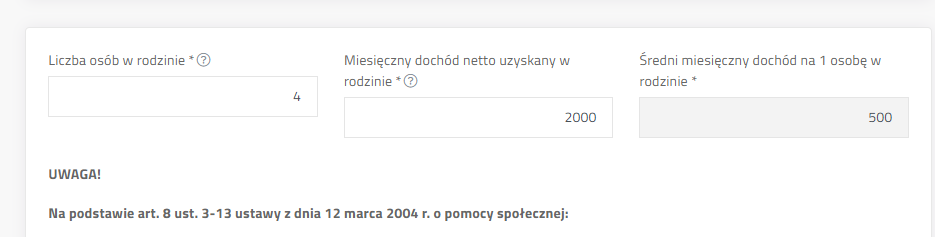 Liczba osób w rodzinie *
4
Miesięczny dochód netto uzyskany w
rodzinie *
2000
Średni miesięczny dochód na 1 osobę w
rodzinie *
500
UWAGA!
Na podstawie art. 8 ust. 3-13 ustawy z dnia 12 marca 2004 r. o pomocy społecznej: